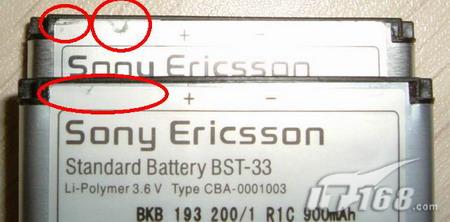 + −
Sony Ericsson
+ −
Sony Ericsson
Standard Battery BST-33
Li-Polymer 3.6 V Type CBA-0001003
BKB 193 200/1 R1C 900mAh
IT168.com